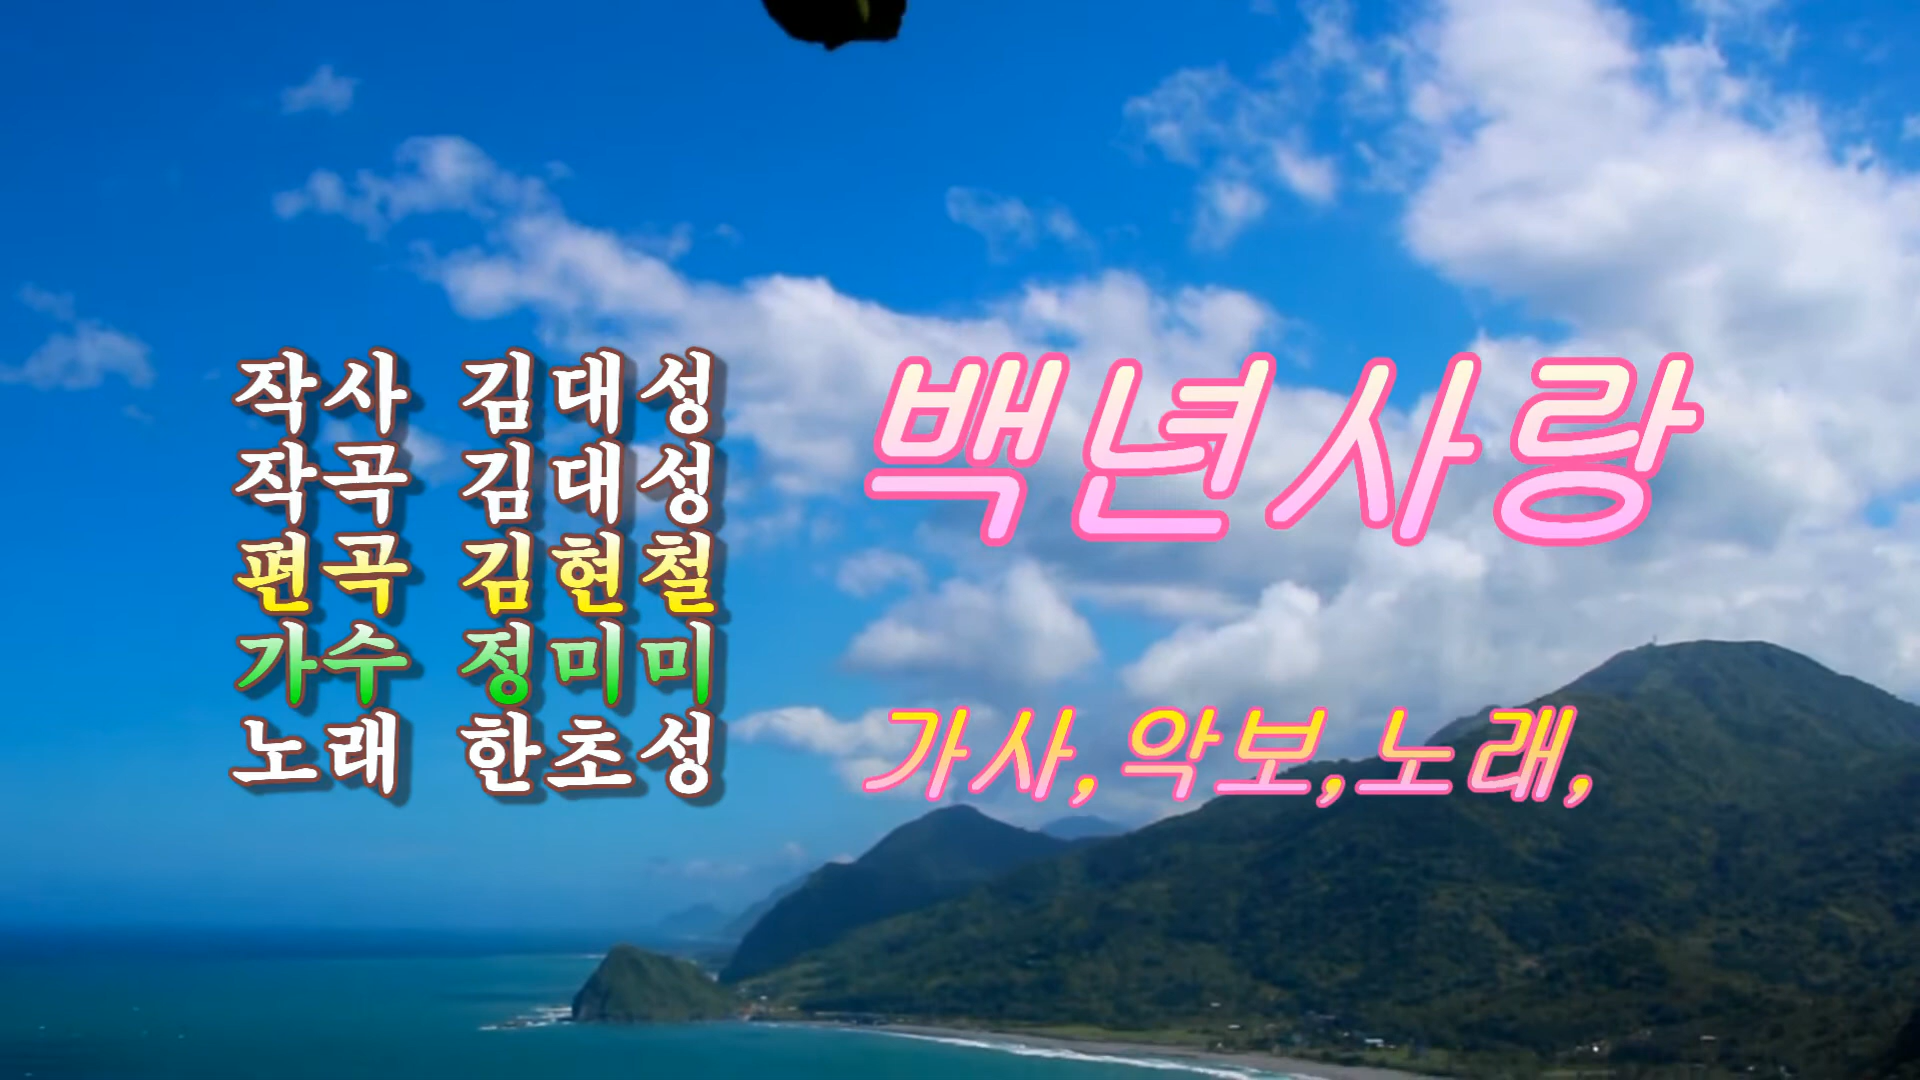 작사 김대성
작곡 김대성
편곡 김현철
가수 정미미
노래 한초성
백년사랑
가사,악보,노래,